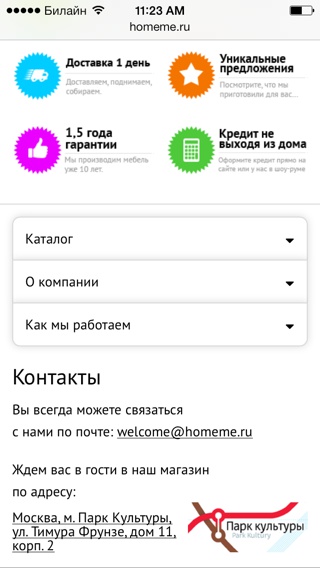 Билайн 11:23 AM
homeme.ru
Доставка 1 день
Доставляем, поднимаем,
собираем.
Уникальные
предложения
Посмотрите, что мы
приготовили для вас...
1,5 года
гарантии
Мы производим мебель
уже 10 лет.
Кредит не
выходя из дома
Оформите кредит прямо на
сайте или у нас в шоу-руме
Каталог
О компании
Как мы работаем
Контакты
Вы всегда можете связаться
с нами по почте: welcome@homeme.ru
Ждем вас в гости в наш магазин
по адресу:
Москва, м. Парк Культуры,
ул. Тимура Фрунзе, дом 11,
корп. 2
Парк культуры
Park Kultury